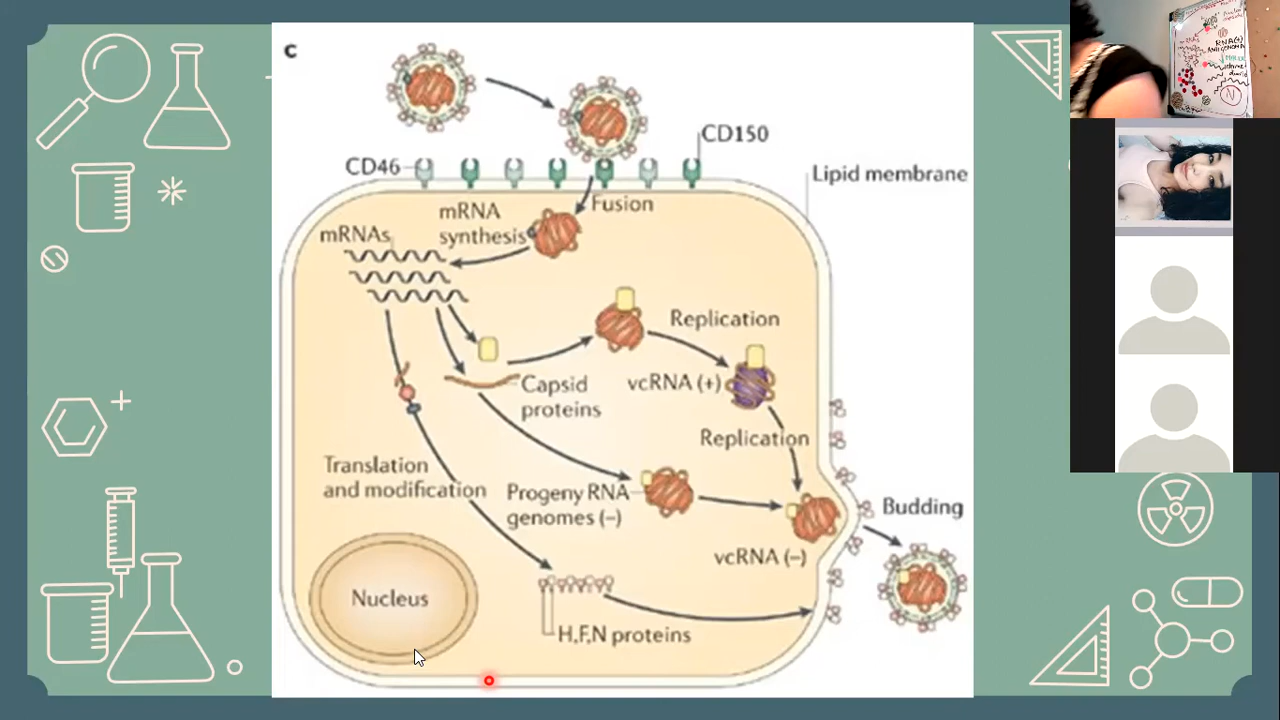 c
CD150
CD46
Lipid membrane
Fusion
mRNA
synthesis
mRNAs
Replication
vcRNA (+)
Capsid
proteins
Replication
Translation
and modification
Progeny RNA
genomes (–)
Budding
vcRNA (–)
Nucleus
H,F,N proteins
RNA(+)
N